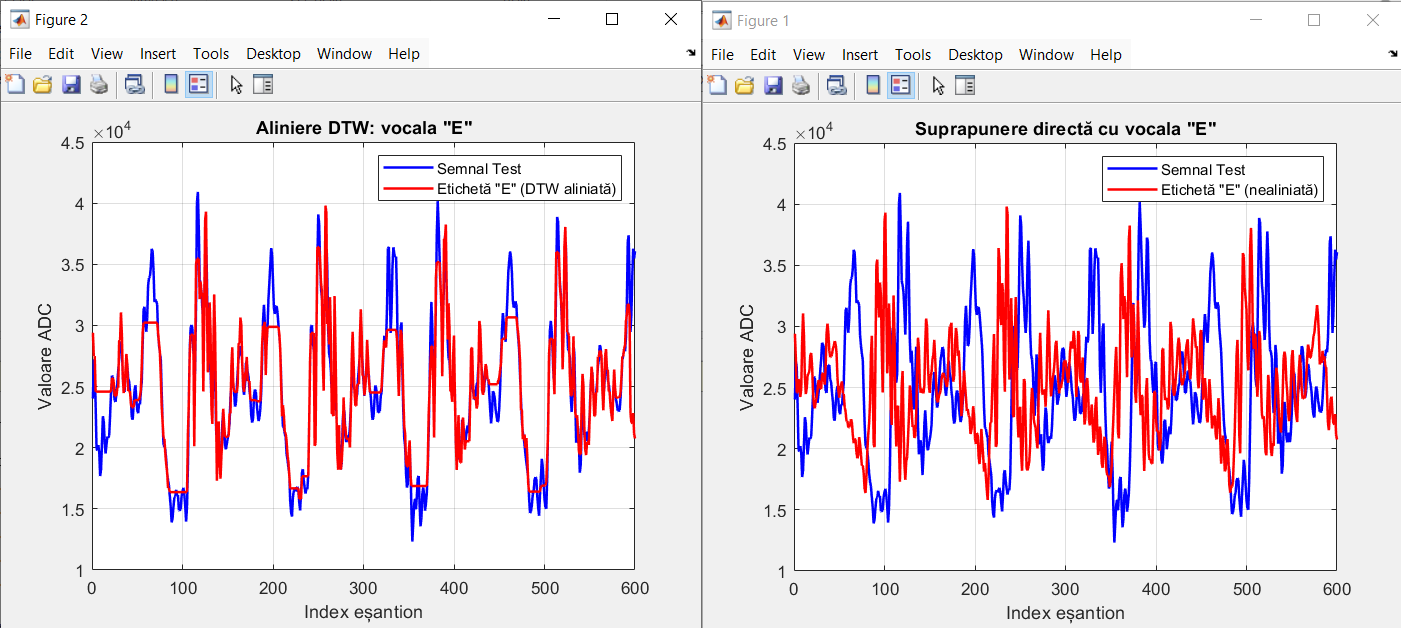 Figure 2
File Edit View Insert Tools Desktop Window Help
Aliniere DTW: vocala "E"
×10⁴
4.5
4
3.5
3
2.5
2
1.5
1
Valoare ADC
Semnal Test
Etichetă "E" (DTW aliniată)
0 100 200 300 400 500 600
Index eșantion
Figure 1
File Edit View Insert Tools Desktop Window Help
Suprapunere directă cu vocala "E"
×10⁴
4.5
4
3.5
3
2.5
2
1.5
1
Valoare ADC
Semnal Test
Etichetă "E" (nealiniată)
0 100 200 300 400 500 600
Index eșantion